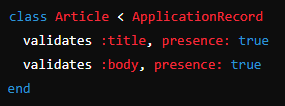 class Article < ApplicationRecord
  validates :title, presence: true
  validates :body, presence: true
end